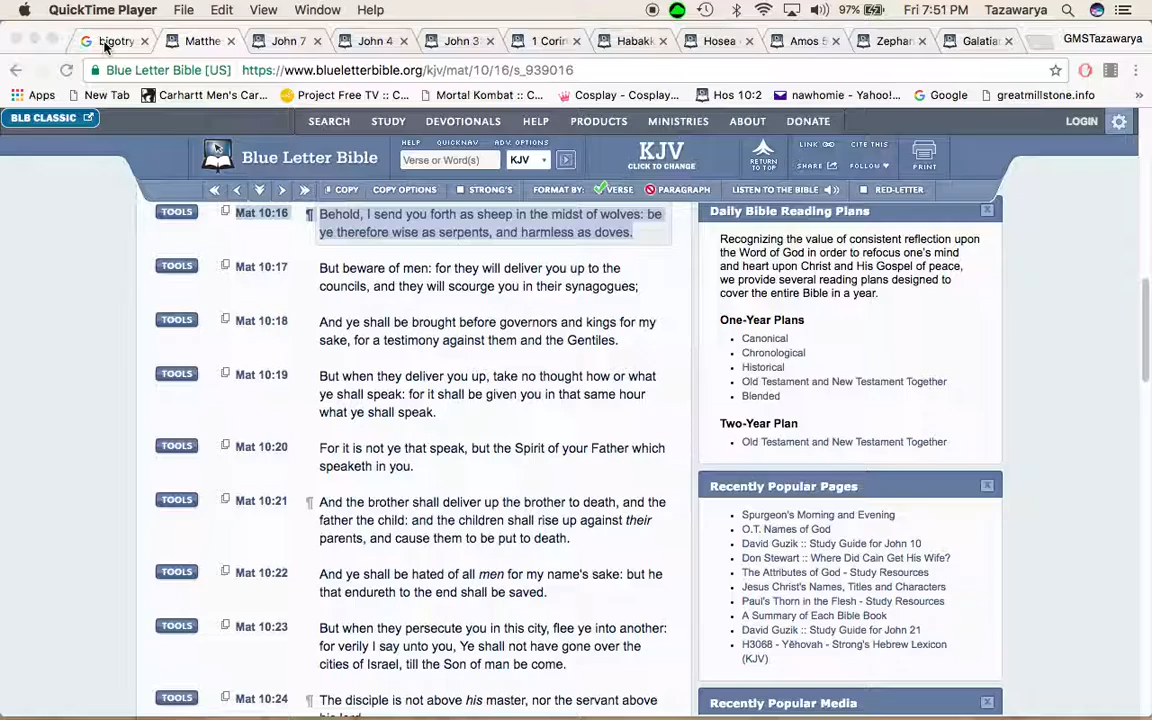 QuickTime Player File Edit View Window Help 97% Fri 7:51 PM Tazawarya
bigotry Matthe John 7 John 4 John 3: 1 Corin Habakk Hosea Amos 5 Zephan Galatian GMSTazawarya
Blue Letter Bible [US] https://www.blueletterbible.org/kjv/mat/10/16/s_939016
Apps New Tab Carhartt Men's Car... Project Free TV :: C... Mortal Kombat :: C... Cosplay - Cosplay... Hos 10:2 nawhomie - Yahoo!... Google greatmillstone.info »
BLB CLASSIC SEARCH STUDY DEVOTIONALS HELP PRODUCTS MINISTRIES ABOUT DONATE LOGIN
HELP QUICKNAV ADV. OPTIONS
Blue Letter Bible Verse or Word(s) KJV
KJV
CLICK TO CHANGE
RETURN TO TOP
LINK CITE THIS
SHARE FOLLOW PRINT
COPY COPY OPTIONS STRONG'S FORMAT BY: VERSE PARAGRAPH LISTEN TO THE BIBLE RED-LETTER
TOOLS Mat 10:16 ¶ Behold, I send you forth as sheep in the midst of wolves: be
ye therefore wise as serpents, and harmless as doves.
TOOLS Mat 10:17 But beware of men: for they will deliver you up to the
councils, and they will scourge you in their synagogues;
TOOLS Mat 10:18 And ye shall be brought before governors and kings for my
sake, for a testimony against them and the Gentiles.
TOOLS Mat 10:19 But when they deliver you up, take no thought how or what
ye shall speak: for it shall be given you in that same hour
what ye shall speak.
TOOLS Mat 10:20 For it is not ye that speak, but the Spirit of your Father which
speaketh in you.
TOOLS Mat 10:21 ¶ And the brother shall deliver up the brother to death, and the
father the child: and the children shall rise up against their
parents, and cause them to be put to death.
TOOLS Mat 10:22 And ye shall be hated of all men for my name's sake: but he
that endureth to the end shall be saved.
TOOLS Mat 10:23 But when they persecute you in this city, flee ye into another:
for verily I say unto you, Ye shall not have gone over the
cities of Israel, till the Son of man be come.
TOOLS Mat 10:24 ¶ The disciple is not above his master, nor the servant above
his lord.
Daily Bible Reading Plans
Recognizing the value of consistent reflection upon
the Word of God in order to refocus one's mind
and heart upon Christ and His Gospel of peace,
we provide several reading plans designed to
cover the entire Bible in a year.
One-Year Plans
Canonical
Chronological
Historical
Old Testament and New Testament Together
Blended
Two-Year Plan
Old Testament and New Testament Together
Recently Popular Pages
Spurgeon's Morning and Evening
O.T. Names of God
David Guzik :: Study Guide for John 10
Don Stewart :: Where Did Cain Get His Wife?
The Attributes of God - Study Resources
Jesus Christ's Names, Titles and Characters
Paul's Thorn in the Flesh - Study Resources
A Summary of Each Bible Book
David Guzik :: Study Guide for John 21
H3068 - Yĕhovah - Strong's Hebrew Lexicon
(KJV)
Recently Popular Media